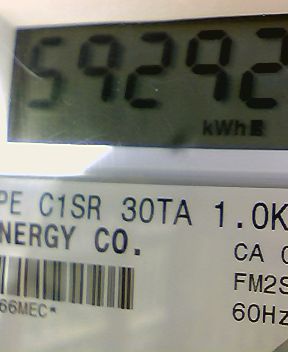 59292
kWh
PE C1SR 30TA 1.0K
NERGY CO.
CA
FM2S
66MEC*
60Hz